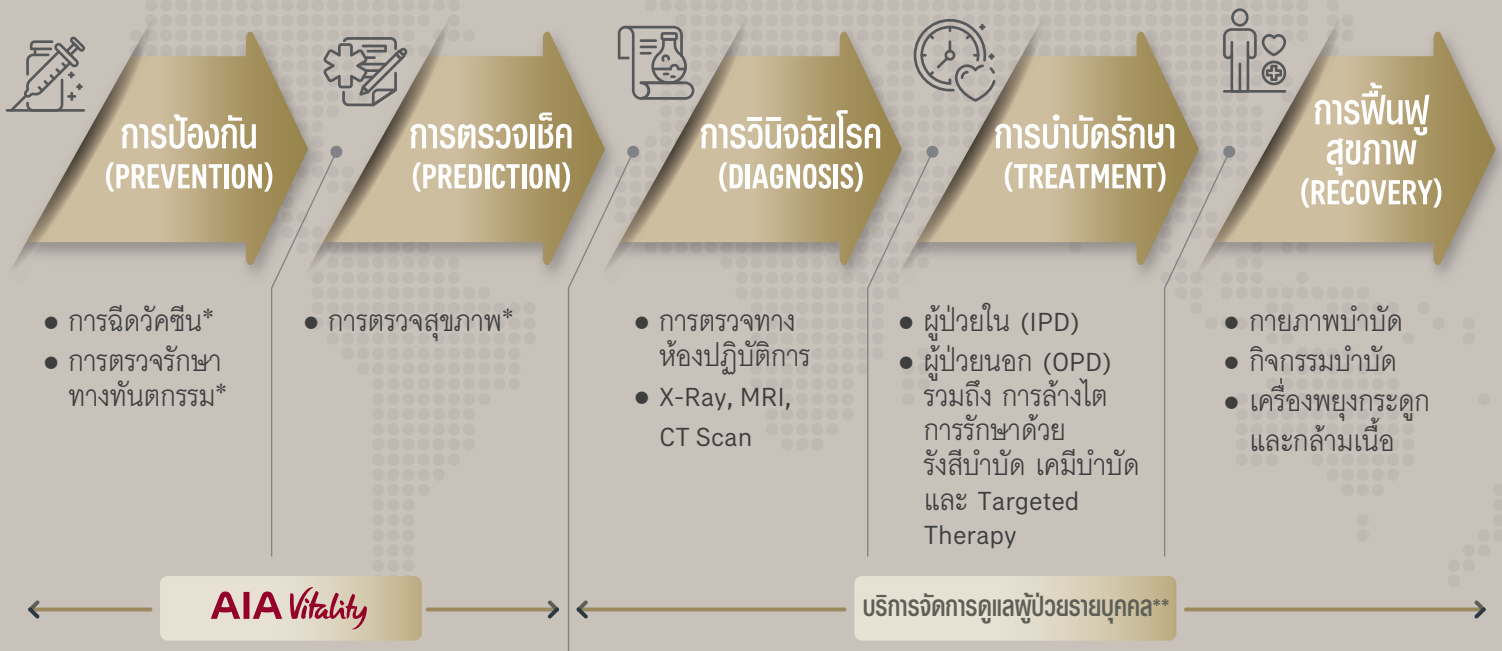 การป้องกัน
(PREVENTION)
การตรวจเช็ค
(PREDICTION)
การวินิจฉัยโรค
(DIAGNOSIS)
การบำบัดรักษา
(TREATMENT)
การฟื้นฟู
สุขภาพ
(RECOVERY)
● การฉีดวัคซีน*
● การตรวจรักษา
ทางทันตกรรม*
● การตรวจสุขภาพ*
● การตรวจทาง
ห้องปฏิบัติการ
● X-Ray, MRI,
CT Scan
● ผู้ป่วยใน (IPD)
● ผู้ป่วยนอก (OPD)
รวมถึง การล้างไต
การรักษาด้วย
รังสีบำบัด เคมีบำบัด
และ Targeted
Therapy
● กายภาพบำบัด
● กิจกรรมบำบัด
● เครื่องพยุงกระดูก
และกล้ามเนื้อ
AIA Vitality
บริการจัดการดูแลผู้ป่วยรายบุคคล**